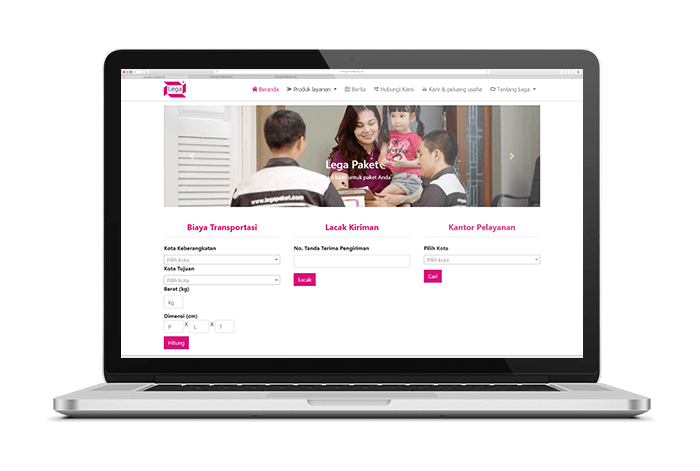 Lega
Beranda
Produk layanan
Berita
Hubungi Kami
Karir & peluang usaha
Tentang Lega
Lega Paket
untuk paket Anda
www.legapaket.com
Biaya Transportasi
Kota Keberangkatan
Pilih kota
Kota Tujuan
Pilih kota
Berat (kg)
kg
Dimensi (cm)
P X L X T
Hitung
Lacak Kiriman
No. Tanda Terima Pengiriman
Lacak
Kantor Pelayanan
Pilih Kota
Pilih kota
Cari